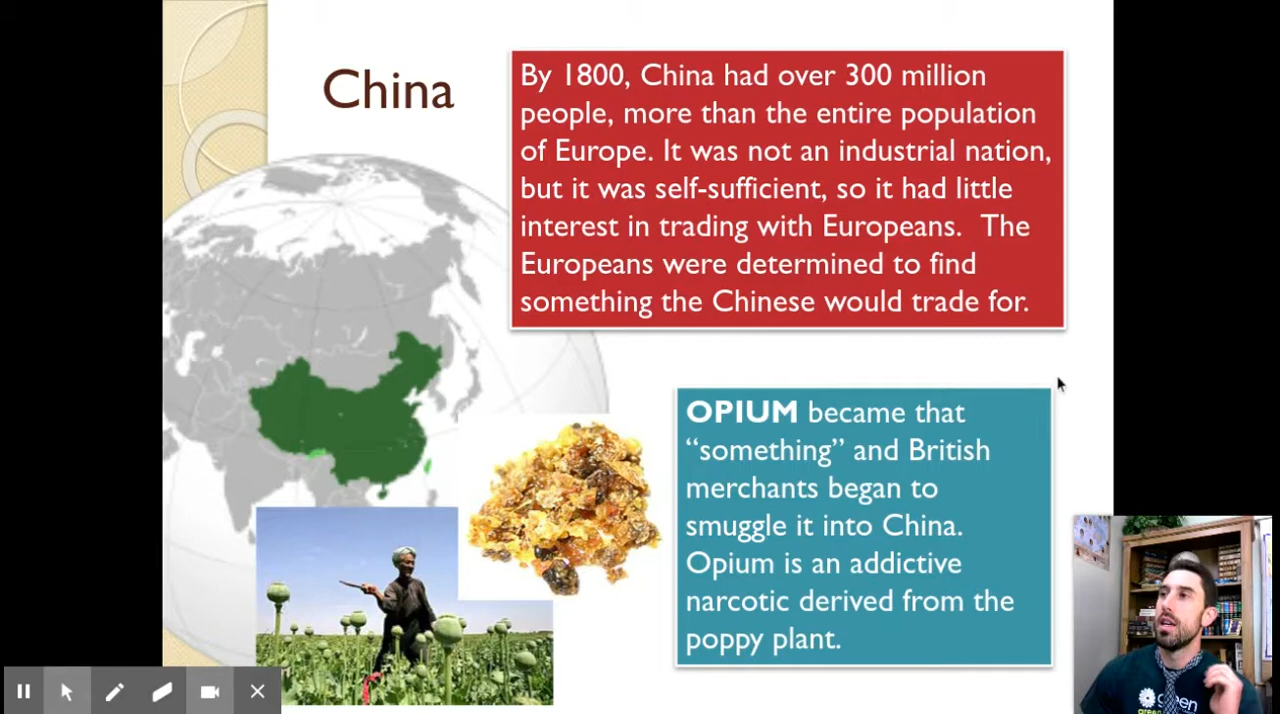 China
By 1800, China had over 300 million
people, more than the entire population
of Europe. It was not an industrial nation,
but it was self-sufficient, so it had little
interest in trading with Europeans.  The
Europeans were determined to find
something the Chinese would trade for.
OPIUM became that
“something” and British
merchants began to
smuggle it into China.
Opium is an addictive
narcotic derived from the
poppy plant.
green